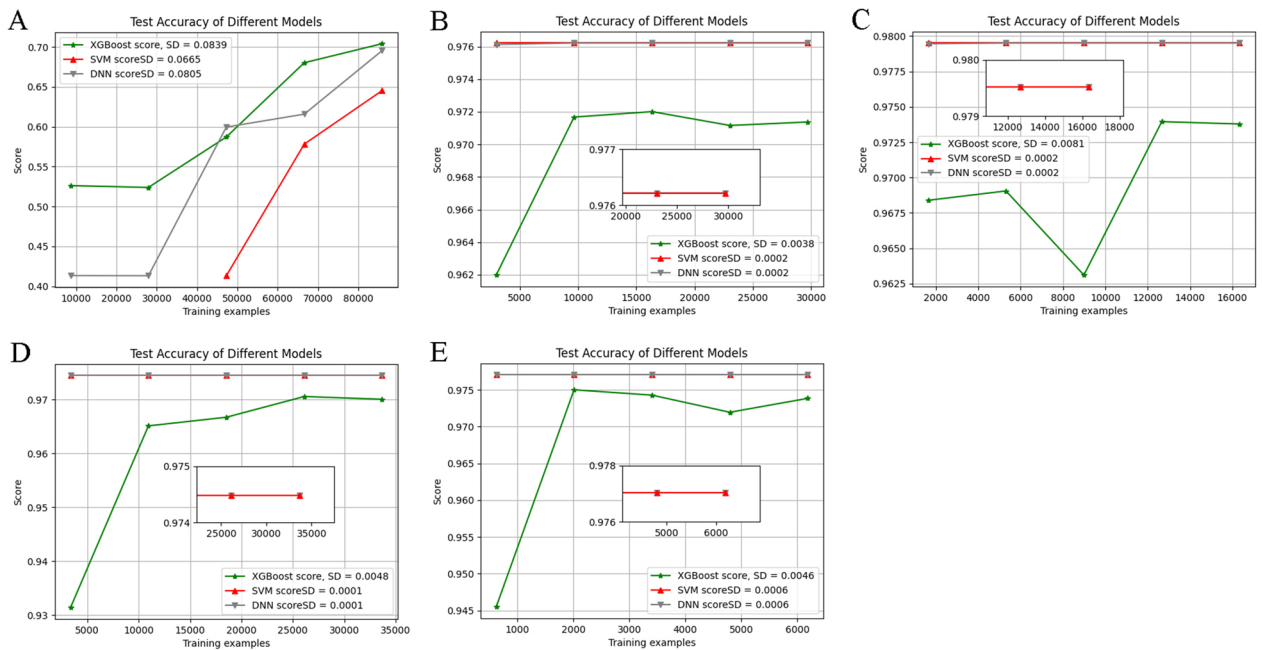 A
Test Accuracy of Different Models
XGBoost score, SD = 0.0839
SVM scoreSD = 0.0665
DNN scoreSD = 0.0805
Score
0.70
0.65
0.60
0.55
0.50
0.45
0.40
10000 20000 30000 40000 50000 60000 70000 80000
Training examples
B
Test Accuracy of Different Models
Score
0.976
0.974
0.972
0.970
0.968
0.966
0.964
0.962
0.977
0.976
20000 25000 30000
XGBoost score, SD = 0.0038
SVM scoreSD = 0.0002
DNN scoreSD = 0.0002
5000 10000 15000 20000 25000 30000
Training examples
C
Test Accuracy of Different Models
Score
0.9800
0.9775
0.9750
0.9725
0.9700
0.9675
0.9650
0.9625
0.980
0.979
12000 14000 16000 18000
XGBoost score, SD = 0.0081
SVM scoreSD = 0.0002
DNN scoreSD = 0.0002
2000 4000 6000 8000 10000 12000 14000 16000
Training examples
D
Test Accuracy of Different Models
Score
0.97
0.96
0.95
0.94
0.93
0.975
0.974
25000 30000 35000
XGBoost score, SD = 0.0048
SVM scoreSD = 0.0001
DNN scoreSD = 0.0001
5000 10000 15000 20000 25000 30000 35000
Training examples
E
Test Accuracy of Different Models
Score
0.975
0.970
0.965
0.960
0.955
0.950
0.945
0.978
0.976
5000 6000
XGBoost score, SD = 0.0046
SVM scoreSD = 0.0006
DNN scoreSD = 0.0006
1000 2000 3000 4000 5000 6000
Training examples